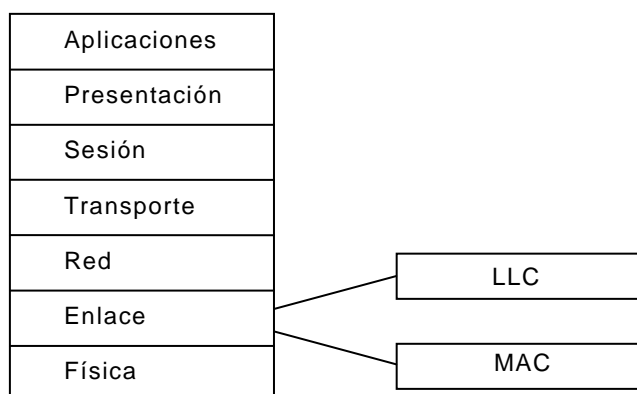 Aplicaciones
Presentación
Sesión
Transporte
Red
Enlace
Física
LLC
MAC